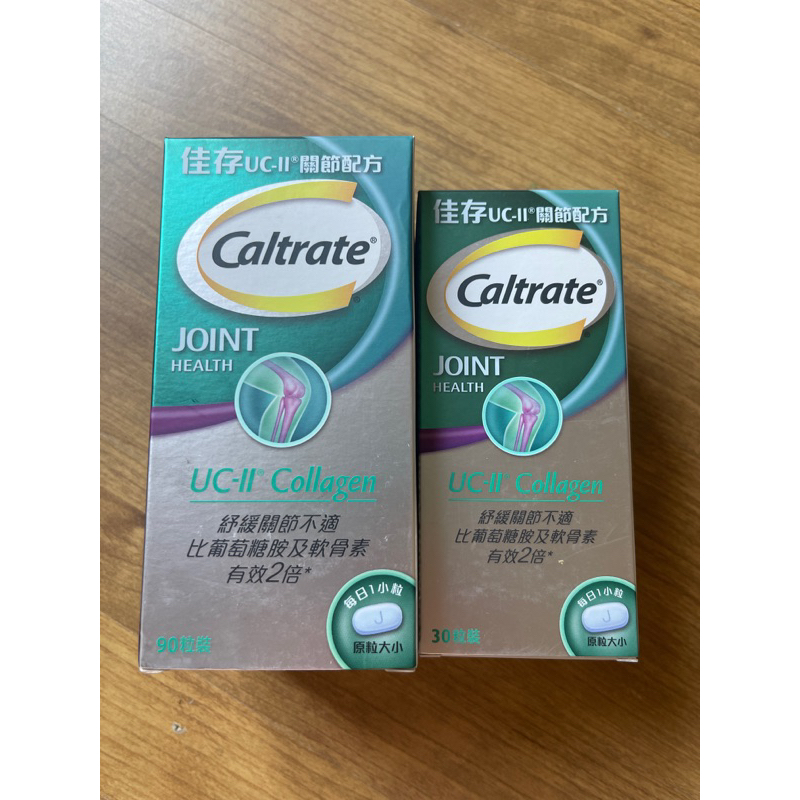 佳存UC-II®關節配方
Caltrate®
JOINT
HEALTH
UC-II® Collagen
紓緩關節不適
比葡萄糖胺及軟骨素
有效2倍*
每日1小粒
J
原粒大小
90粒裝
佳存UC-II®關節配方
Caltrate®
JOINT
HEALTH
UC-II® Collagen
紓緩關節不適
比葡萄糖胺及軟骨素
有效2倍*
每日1小粒
J
原粒大小
30粒裝